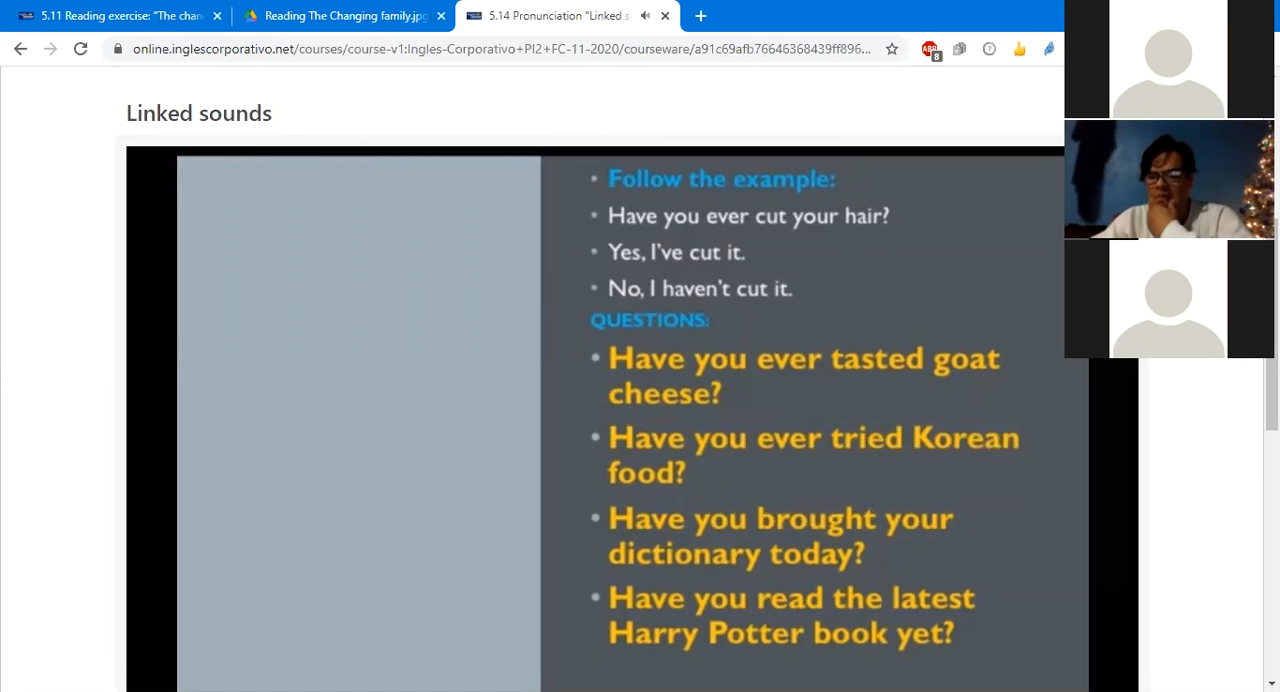 5.11 Reading exercise: "The chan
Reading The Changing family.jpg
5.14 Pronunciation "Linked s
online.inglescorporativo.net/courses/course-v1:Ingles-Corporativo+PI2+FC-11-2020/courseware/a91c69afb76646368439ff896...
ABP
8
Linked sounds
• Follow the example:
• Have you ever cut your hair?
• Yes, I've cut it.
• No, I haven't cut it.
QUESTIONS:
• Have you ever tasted goat
cheese?
• Have you ever tried Korean
food?
• Have you brought your
dictionary today?
• Have you read the latest
Harry Potter book yet?